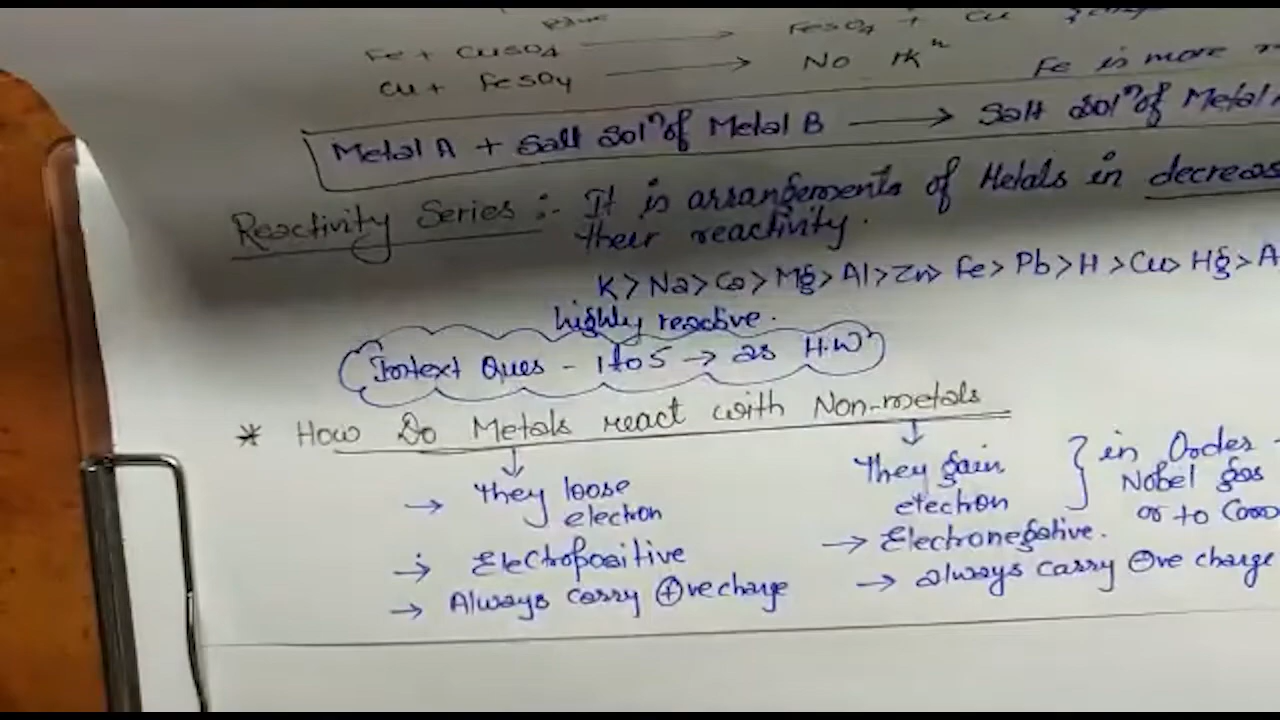 Blue
Fe + CuSO4 → FeSO4 + Cu
Cu + FeSO4 → No rxn Fe is more
Metal A + Salt Soln of Metal B → Salt Soln of Metal
Reactivity Series :- It is arrangements of Metals in decreas
their reactivity.
K > Na > Ca > Mg > Al > Zn > Fe > Pb > H > Cu > Hg > A
highly reactive.
Intext Ques - 1 to 5 → as H.W
* How Do Metals react with Non-metals
→ They loose electron
They gain electron } in Order
Nobel gas
or to
→ Electropositive → Electronegative.
→ Always carry ⊕ve charge → always carry ⊖ve charge